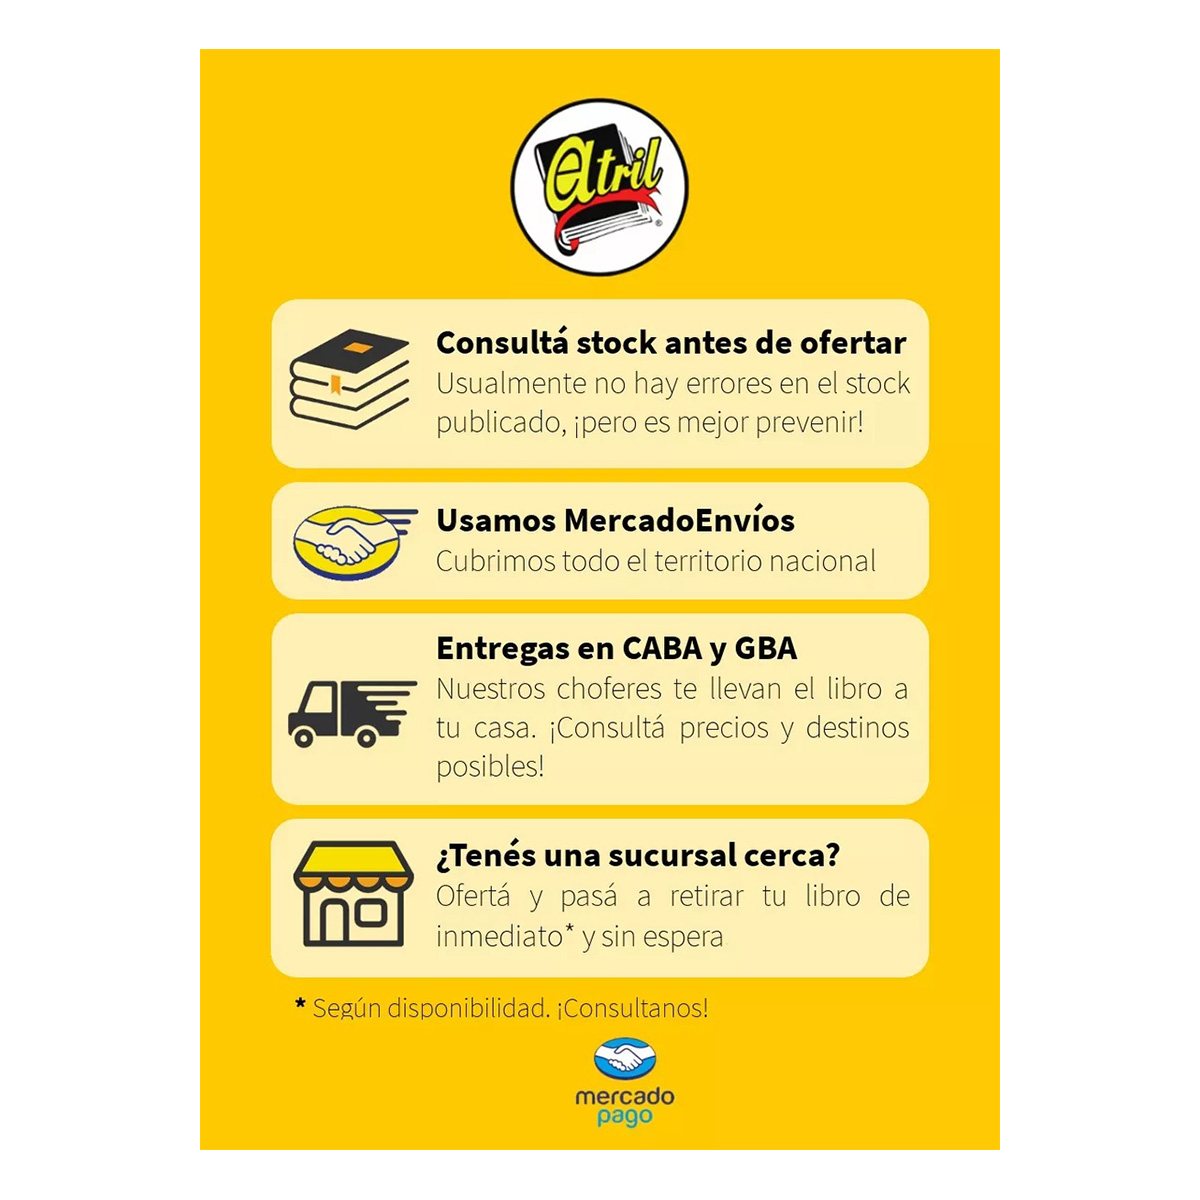 atril
®
Consultá stock antes de ofertar
Usualmente no hay errores en el stock
publicado, ¡pero es mejor prevenir!
Usamos MercadoEnvíos
Cubrimos todo el territorio nacional
Entregas en CABA y GBA
Nuestros choferes te llevan el libro a
tu casa. ¡Consultá precios y destinos
posibles!
¿Tenés una sucursal cerca?
Ofertá y pasá a retirar tu libro de
inmediato* y sin espera
* Según disponibilidad. ¡Consultanos!
mercado
pago